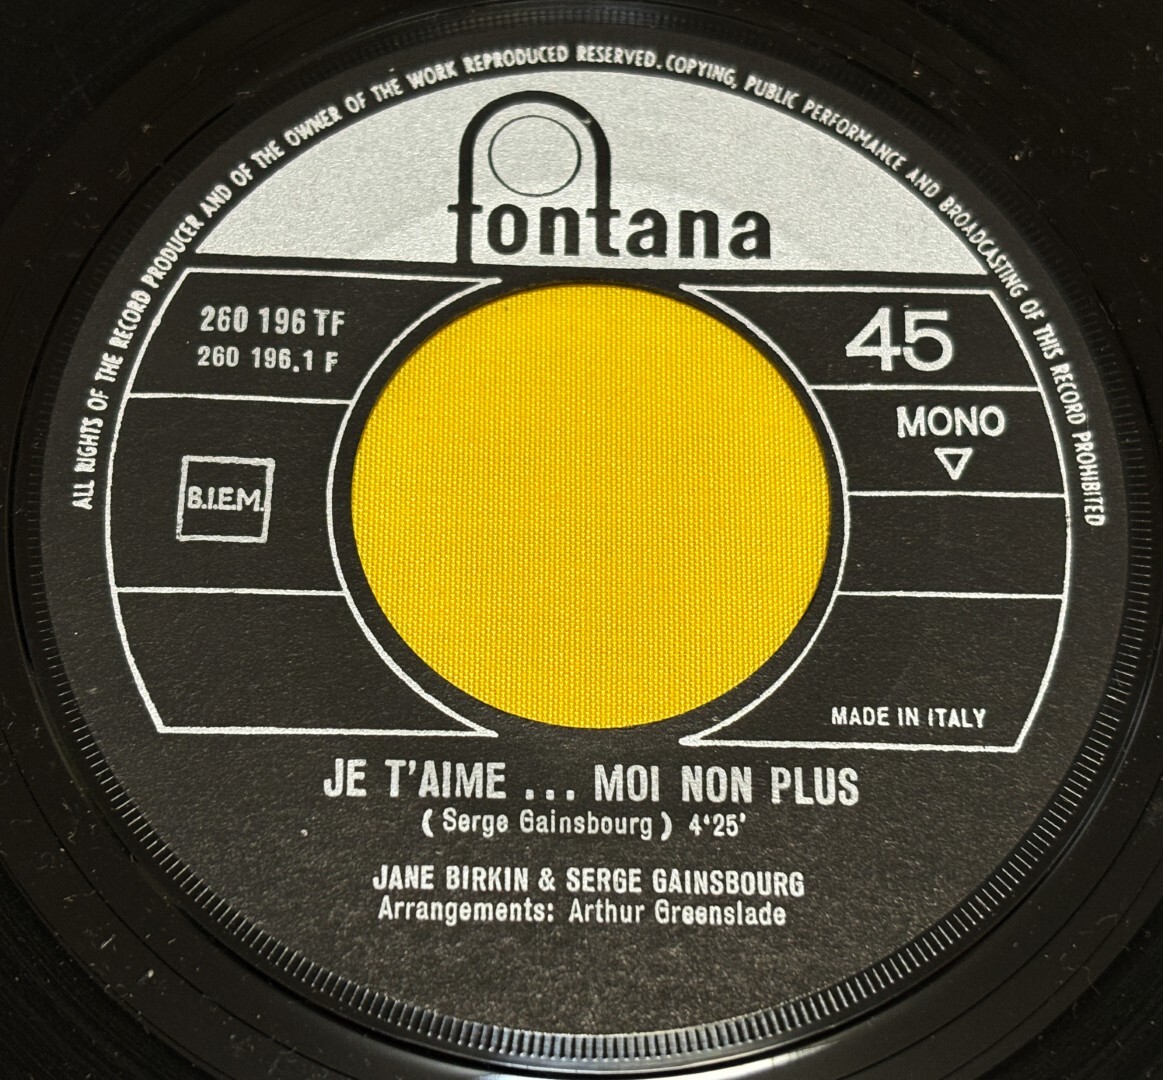 ALL RIGHTS OF THE RECORD PRODUCER AND OF THE OWNER OF THE WORK REPRODUCED RESERVED. COPYING, PUBLIC PERFORMANCE AND BROADCASTING OF THIS RECORD PROHIBITED
fontana
260 196 TF
260 196.1 F
45
MONO
B.I.E.M.
MADE IN ITALY
JE T'AIME ... MOI NON PLUS
( Serge Gainsbourg ) 4'25'
JANE BIRKIN & SERGE GAINSBOURG
Arrangements: Arthur Greenslade